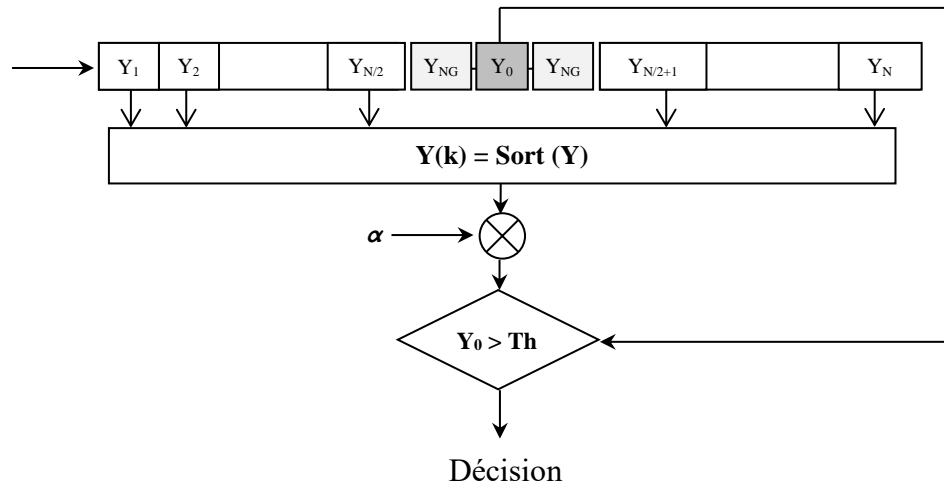 Y₁ Y₂ Y_N/2 Y_NG Y₀ Y_NG Y_N/2+1 Y_N
Y(k) = Sort (Y)
α
Y₀ > Th
Décision